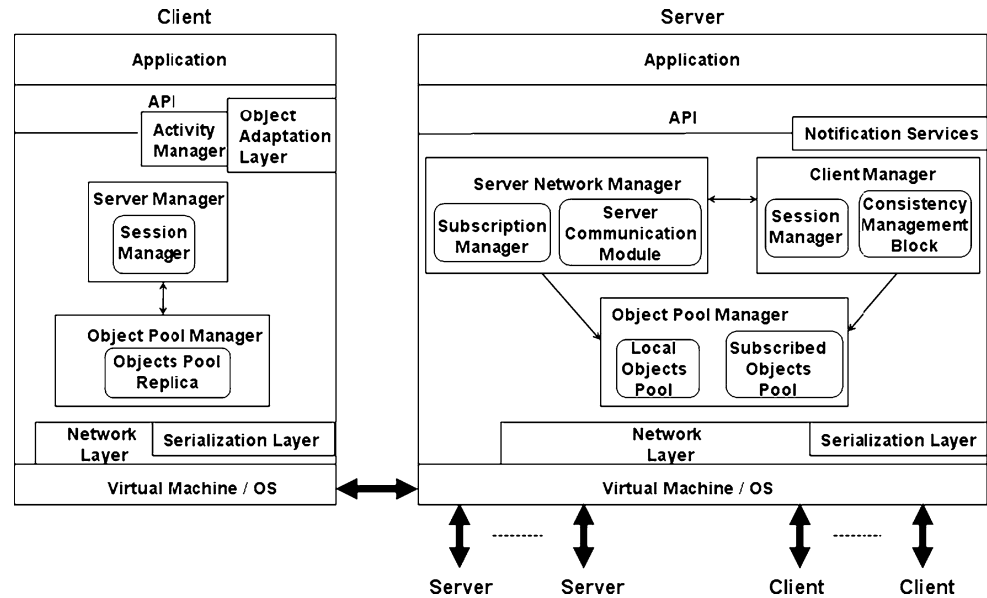 Client
Application
API
Activity
Manager
Object
Adaptation
Layer
Server Manager
Session
Manager
Object Pool Manager
Objects Pool
Replica
Network
Layer
Serialization Layer
Virtual Machine / OS
Server
Application
API
Notification Services
Server Network Manager
Subscription
Manager
Server
Communication
Module
Client Manager
Session
Manager
Consistency
Management
Block
Object Pool Manager
Local
Objects
Pool
Subscribed
Objects
Pool
Network
Layer
Serialization Layer
Virtual Machine / OS
Server
Server
Client
Client